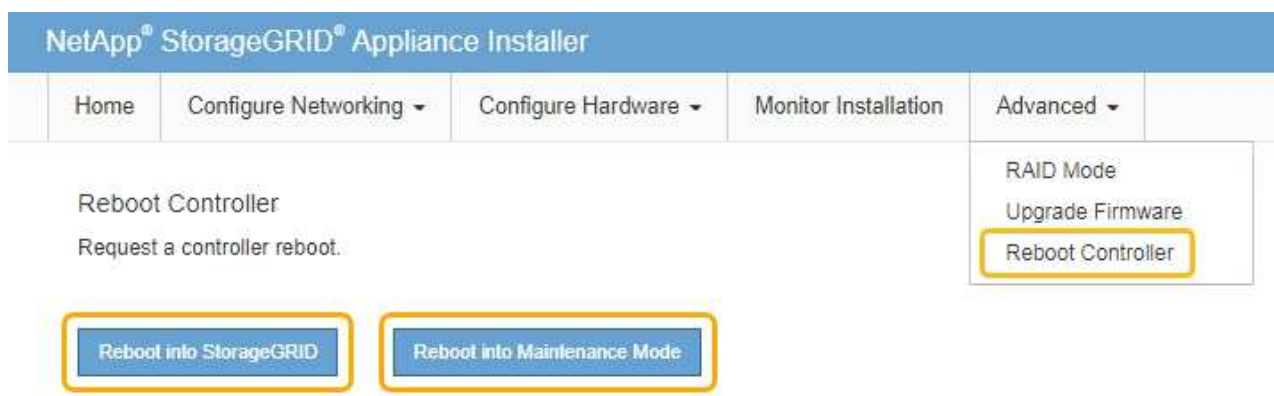 NetApp® StorageGRID® Appliance Installer
Home Configure Networking Configure Hardware Monitor Installation Advanced
RAID Mode
Upgrade Firmware
Reboot Controller
Reboot Controller
Request a controller reboot.
Reboot into StorageGRID Reboot into Maintenance Mode